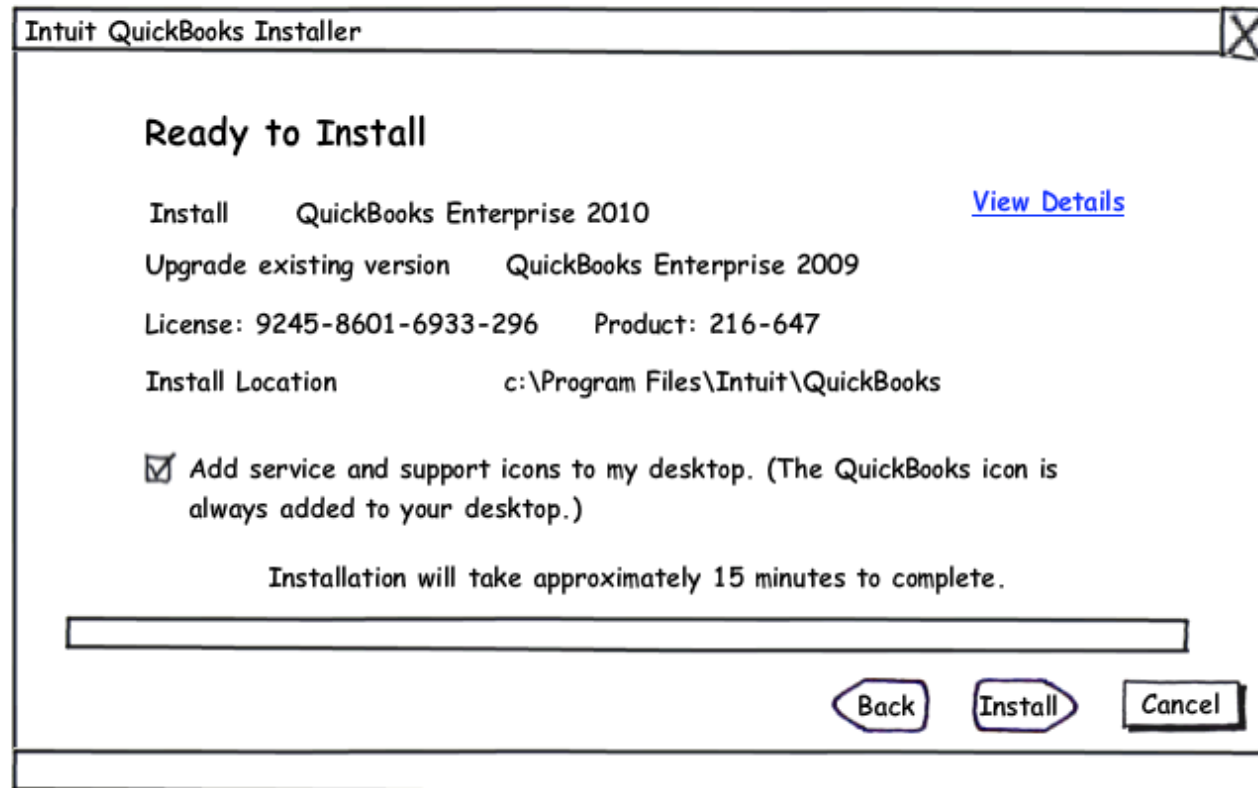 Intuit QuickBooks Installer
Ready to Install
Install QuickBooks Enterprise 2010 View Details
Upgrade existing version QuickBooks Enterprise 2009
License: 9245-8601-6933-296 Product: 216-647
Install Location c:\Program Files\Intuit\QuickBooks
Add service and support icons to my desktop. (The QuickBooks icon is
always added to your desktop.)
Installation will take approximately 15 minutes to complete.
Back Install Cancel